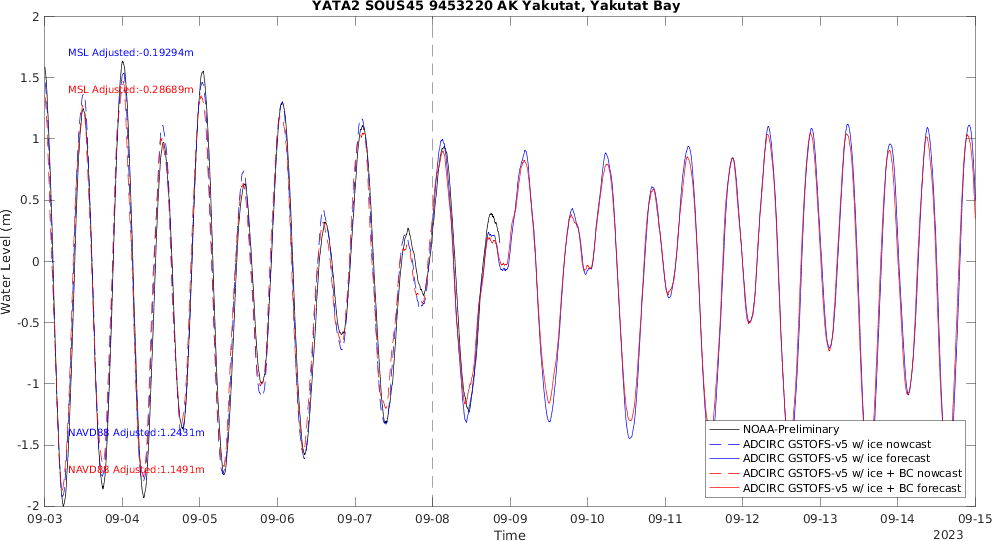 YATA2 SOUS45 9453220 AK Yakutat, Yakutat Bay
2
1.5
1
0.5
0
-0.5
-1
-1.5
-2
Water Level (m)
MSL Adjusted:-0.19294m
MSL Adjusted:-0.28689m
NAVD88 Adjusted:1.2431m
NAVD88 Adjusted:1.1491m
NOAA-Preliminary
ADCIRC GSTOFS-v5 w/ ice nowcast
ADCIRC GSTOFS-v5 w/ ice forecast
ADCIRC GSTOFS-v5 w/ ice + BC nowcast
ADCIRC GSTOFS-v5 w/ ice + BC forecast
09-03 09-04 09-05 09-06 09-07 09-08 09-09 09-10 09-11 09-12 09-13 09-14 09-15
Time
2023